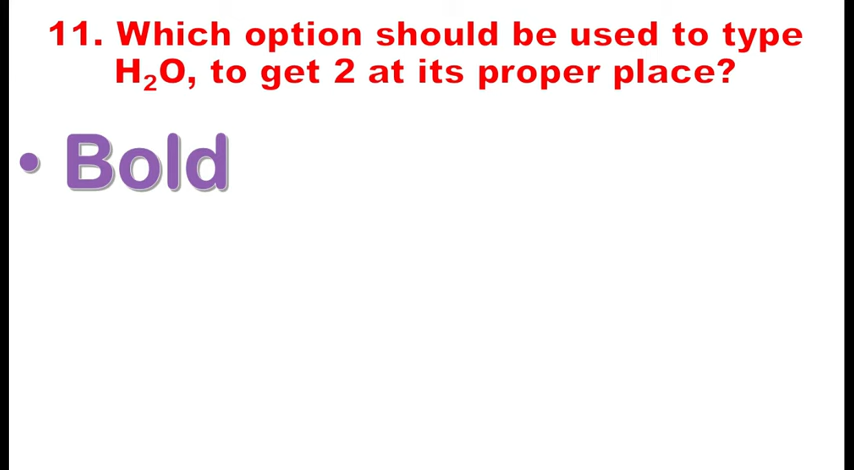 11. Which option should be used to type
H₂O, to get 2 at its proper place?
• Bold